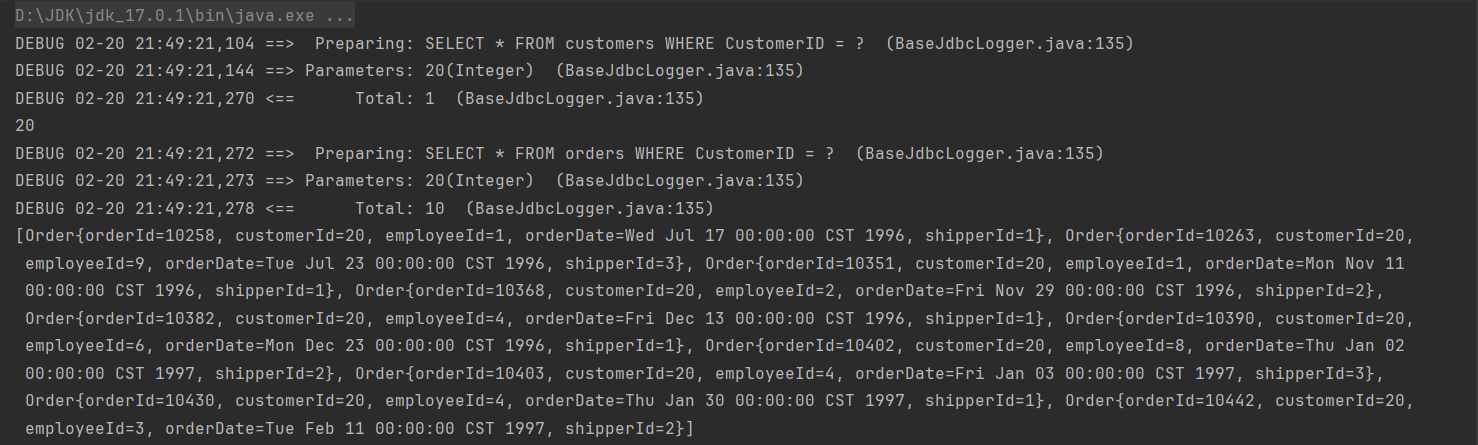 D:\JDK\jdk_17.0.1\bin\java.exe ...
DEBUG 02-20 21:49:21,104 ==>  Preparing: SELECT * FROM customers WHERE CustomerID = ?  (BaseJdbcLogger.java:135)
DEBUG 02-20 21:49:21,144 ==> Parameters: 20(Integer)  (BaseJdbcLogger.java:135)
DEBUG 02-20 21:49:21,270 <==      Total: 1  (BaseJdbcLogger.java:135)
20
DEBUG 02-20 21:49:21,272 ==>  Preparing: SELECT * FROM orders WHERE CustomerID = ?  (BaseJdbcLogger.java:135)
DEBUG 02-20 21:49:21,273 ==> Parameters: 20(Integer)  (BaseJdbcLogger.java:135)
DEBUG 02-20 21:49:21,278 <==      Total: 10  (BaseJdbcLogger.java:135)
[Order{orderId=10258, customerId=20, employeeId=1, orderDate=Wed Jul 17 00:00:00 CST 1996, shipperId=1}, Order{orderId=10263, customerId=20,
employeeId=9, orderDate=Tue Jul 23 00:00:00 CST 1996, shipperId=3}, Order{orderId=10351, customerId=20, employeeId=1, orderDate=Mon Nov 11
00:00:00 CST 1996, shipperId=1}, Order{orderId=10368, customerId=20, employeeId=2, orderDate=Fri Nov 29 00:00:00 CST 1996, shipperId=2},
Order{orderId=10382, customerId=20, employeeId=4, orderDate=Fri Dec 13 00:00:00 CST 1996, shipperId=1}, Order{orderId=10390, customerId=20,
employeeId=6, orderDate=Mon Dec 23 00:00:00 CST 1996, shipperId=1}, Order{orderId=10402, customerId=20, employeeId=8, orderDate=Thu Jan 02
00:00:00 CST 1997, shipperId=2}, Order{orderId=10403, customerId=20, employeeId=4, orderDate=Fri Jan 03 00:00:00 CST 1997, shipperId=3},
Order{orderId=10430, customerId=20, employeeId=4, orderDate=Thu Jan 30 00:00:00 CST 1997, shipperId=1}, Order{orderId=10442, customerId=20,
employeeId=3, orderDate=Tue Feb 11 00:00:00 CST 1997, shipperId=2}]